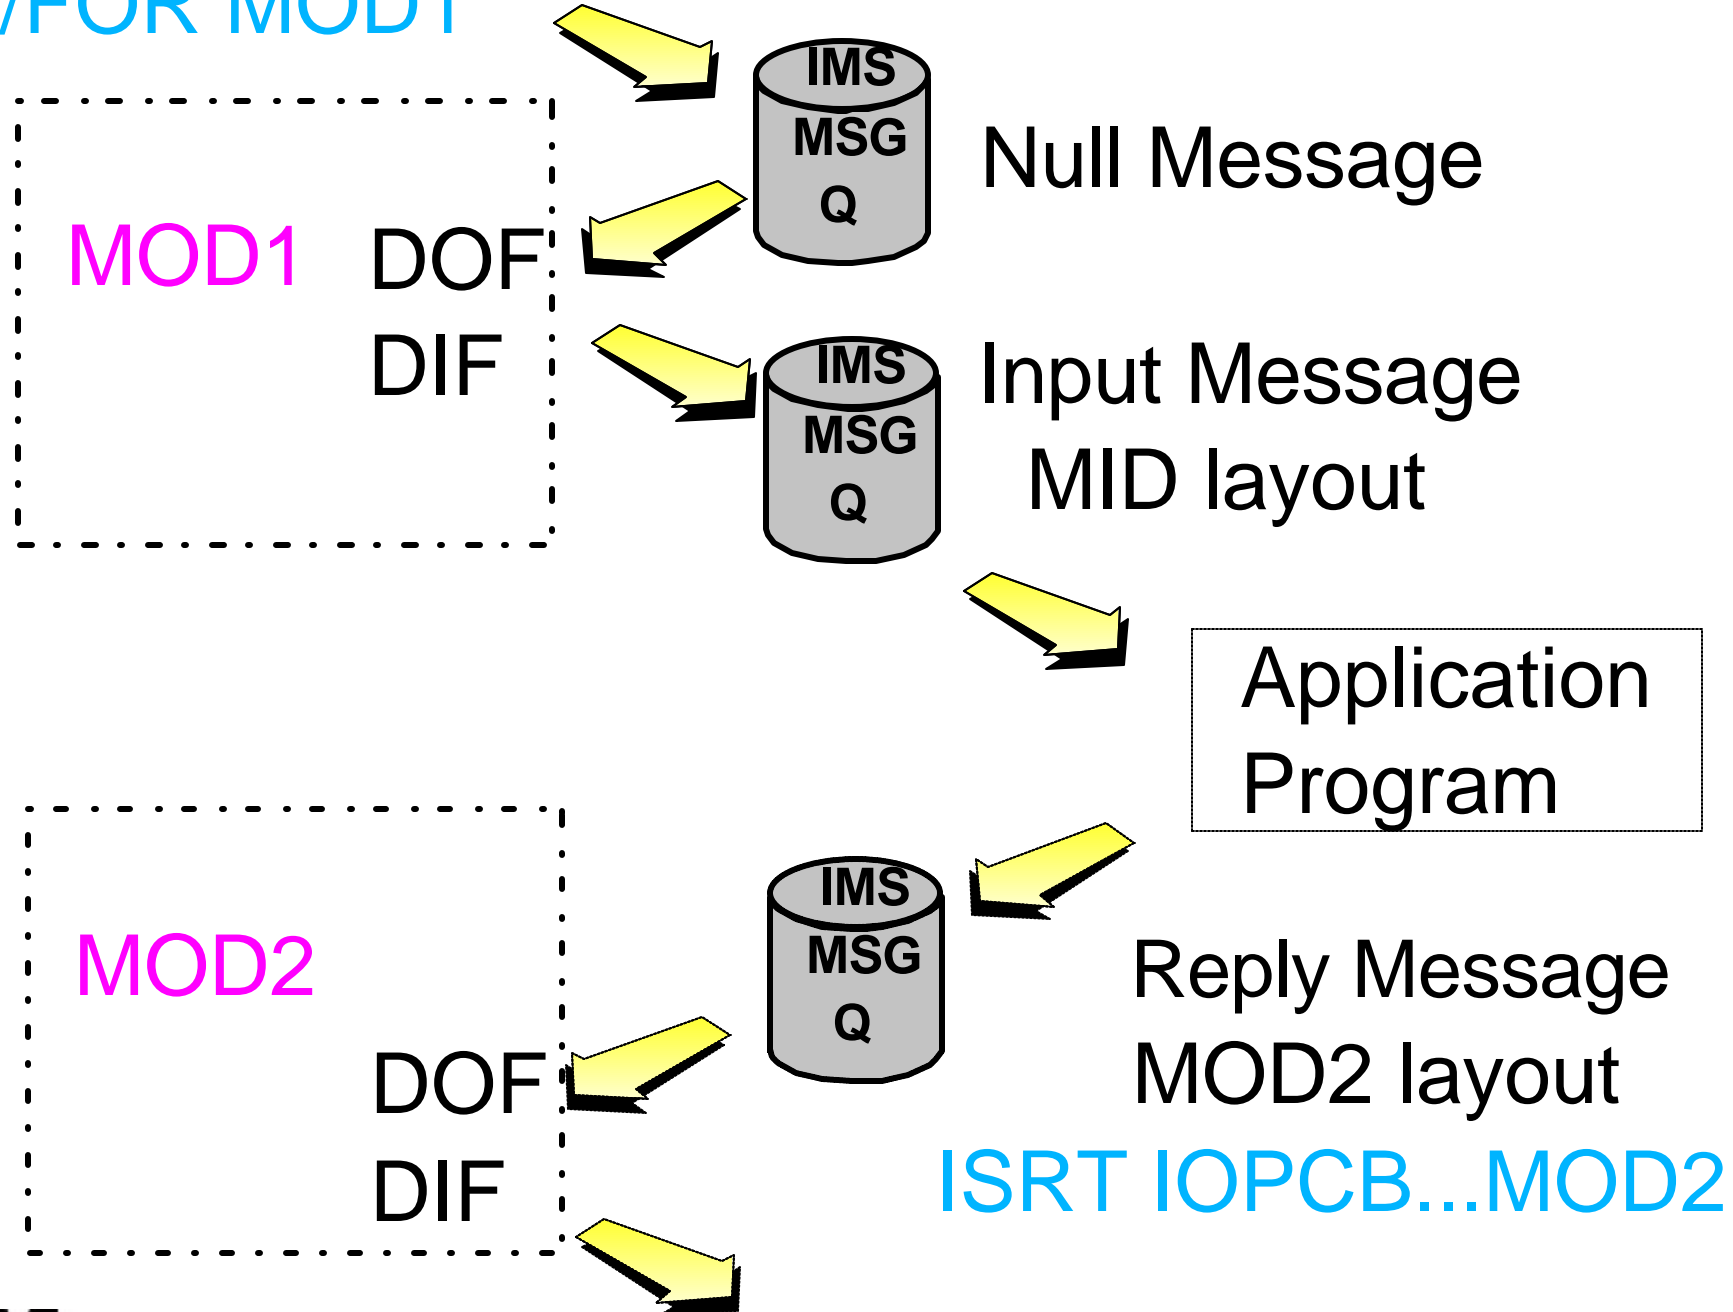 /FOR MOD1
IMS
MSG
Q
Null Message
MOD1 DOF
DIF
IMS
MSG
Q
Input Message
MID layout
Application
Program
IMS
MSG
Q
MOD2
Reply Message
DOF
MOD2 layout
DIF
ISRT IOPCB...MOD2